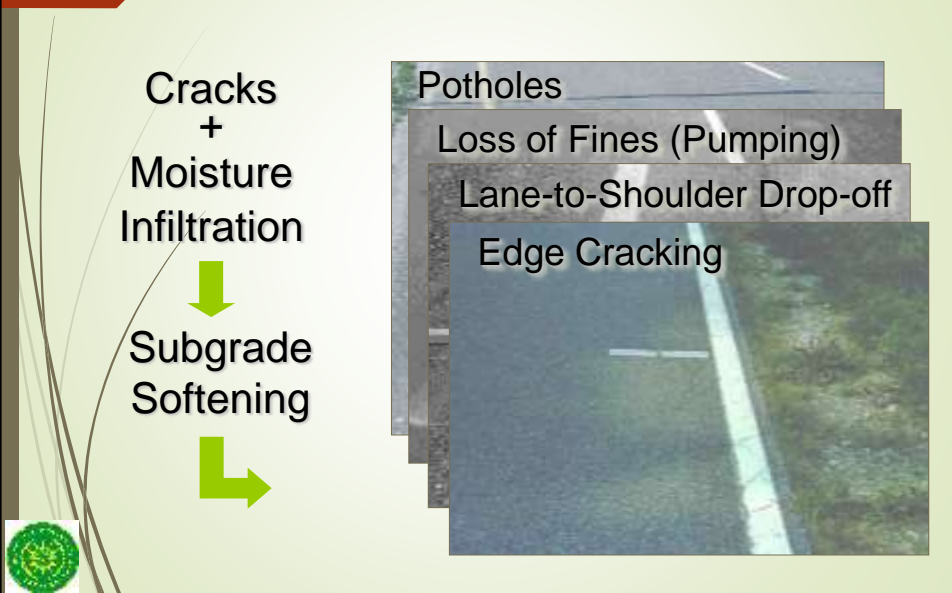 Cracks
+
Moisture
Infiltration
Subgrade
Softening
Potholes
Loss of Fines (Pumping)
Lane-to-Shoulder Drop-off
Edge Cracking